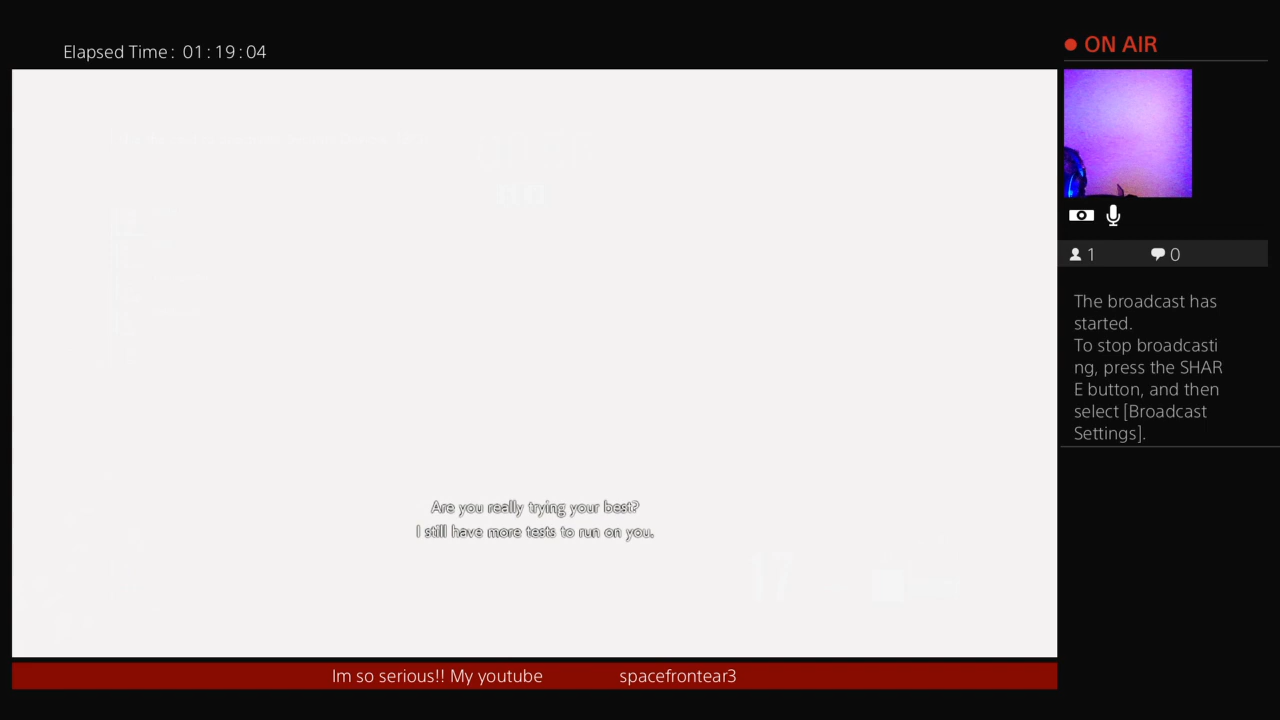 Elapsed Time: 01:19:04
ON AIR
1
0
The broadcast has
started.
To stop broadcasti
ng, press the SHAR
E button, and then
select [Broadcast
Settings].
Are you really trying your best?
I still have more tests to run on you.
Im so serious!! My youtube spacefrontear3